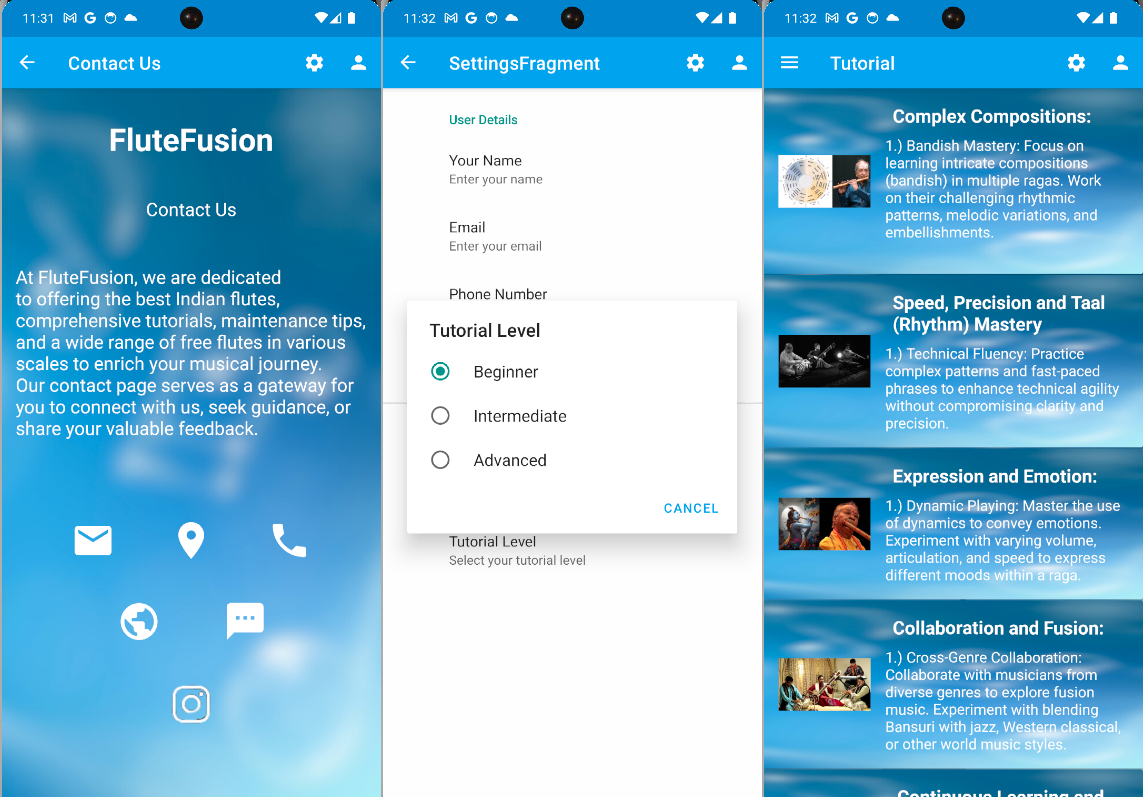 11:31
Contact Us
FluteFusion
Contact Us
At FluteFusion, we are dedicated
to offering the best Indian flutes,
comprehensive tutorials, maintenance tips,
and a wide range of free flutes in various
scales to enrich your musical journey.
Our contact page serves as a gateway for
you to connect with us, seek guidance, or
share your valuable feedback.
11:32
SettingsFragment
User Details
Your Name
Enter your name
Email
Enter your email
Phone Number
Tutorial Level
Beginner
Intermediate
Advanced
CANCEL
Tutorial Level
Select your tutorial level
11:32
Tutorial
Complex Compositions:
1.) Bandish Mastery: Focus on
learning intricate compositions
(bandish) in multiple ragas. Work
on their challenging rhythmic
patterns, melodic variations, and
embellishments.
Speed, Precision and Taal
(Rhythm) Mastery
1.) Technical Fluency: Practice
complex patterns and fast-paced
phrases to enhance technical agility
without compromising clarity and
precision.
Expression and Emotion:
1.) Dynamic Playing: Master the use
of dynamics to convey emotions.
Experiment with varying volume,
articulation, and speed to express
different moods within a raga.
Collaboration and Fusion:
1.) Cross-Genre Collaboration:
Collaborate with musicians from
diverse genres to explore fusion
music. Experiment with blending
Bansuri with jazz, Western classical,
or other world music styles.
Continuous Learning and